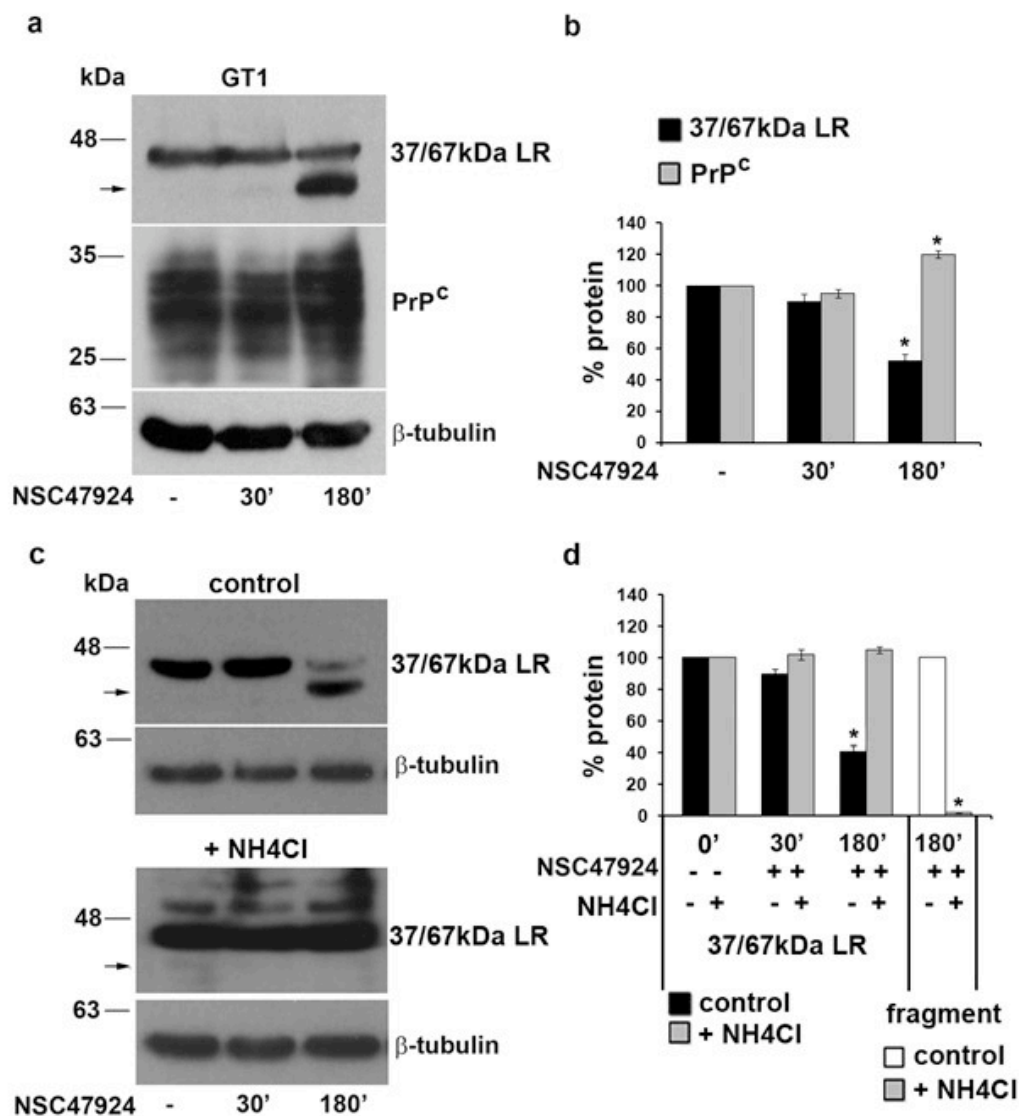 a
GT1
kDa
48
37/67kDa LR
35
PrPC
25
63
β-tubulin
NSC47924 - 30' 180'
b
37/67kDa LR
PrPC
% protein
140
120
100
80
60
40
20
0
* *
NSC47924 - 30' 180'
c
control
kDa
48
37/67kDa LR
63
β-tubulin
+ NH4Cl
48
37/67kDa LR
63
β-tubulin
NSC47924 - 30' 180'
d
% protein
140
120
100
80
60
40
20
0
* *
0' 30' 180' 180'
NSC47924 - - + + + + + +
NH4Cl - + - + - + - +
37/67kDa LR
control
+ NH4Cl
fragment
control
+ NH4Cl